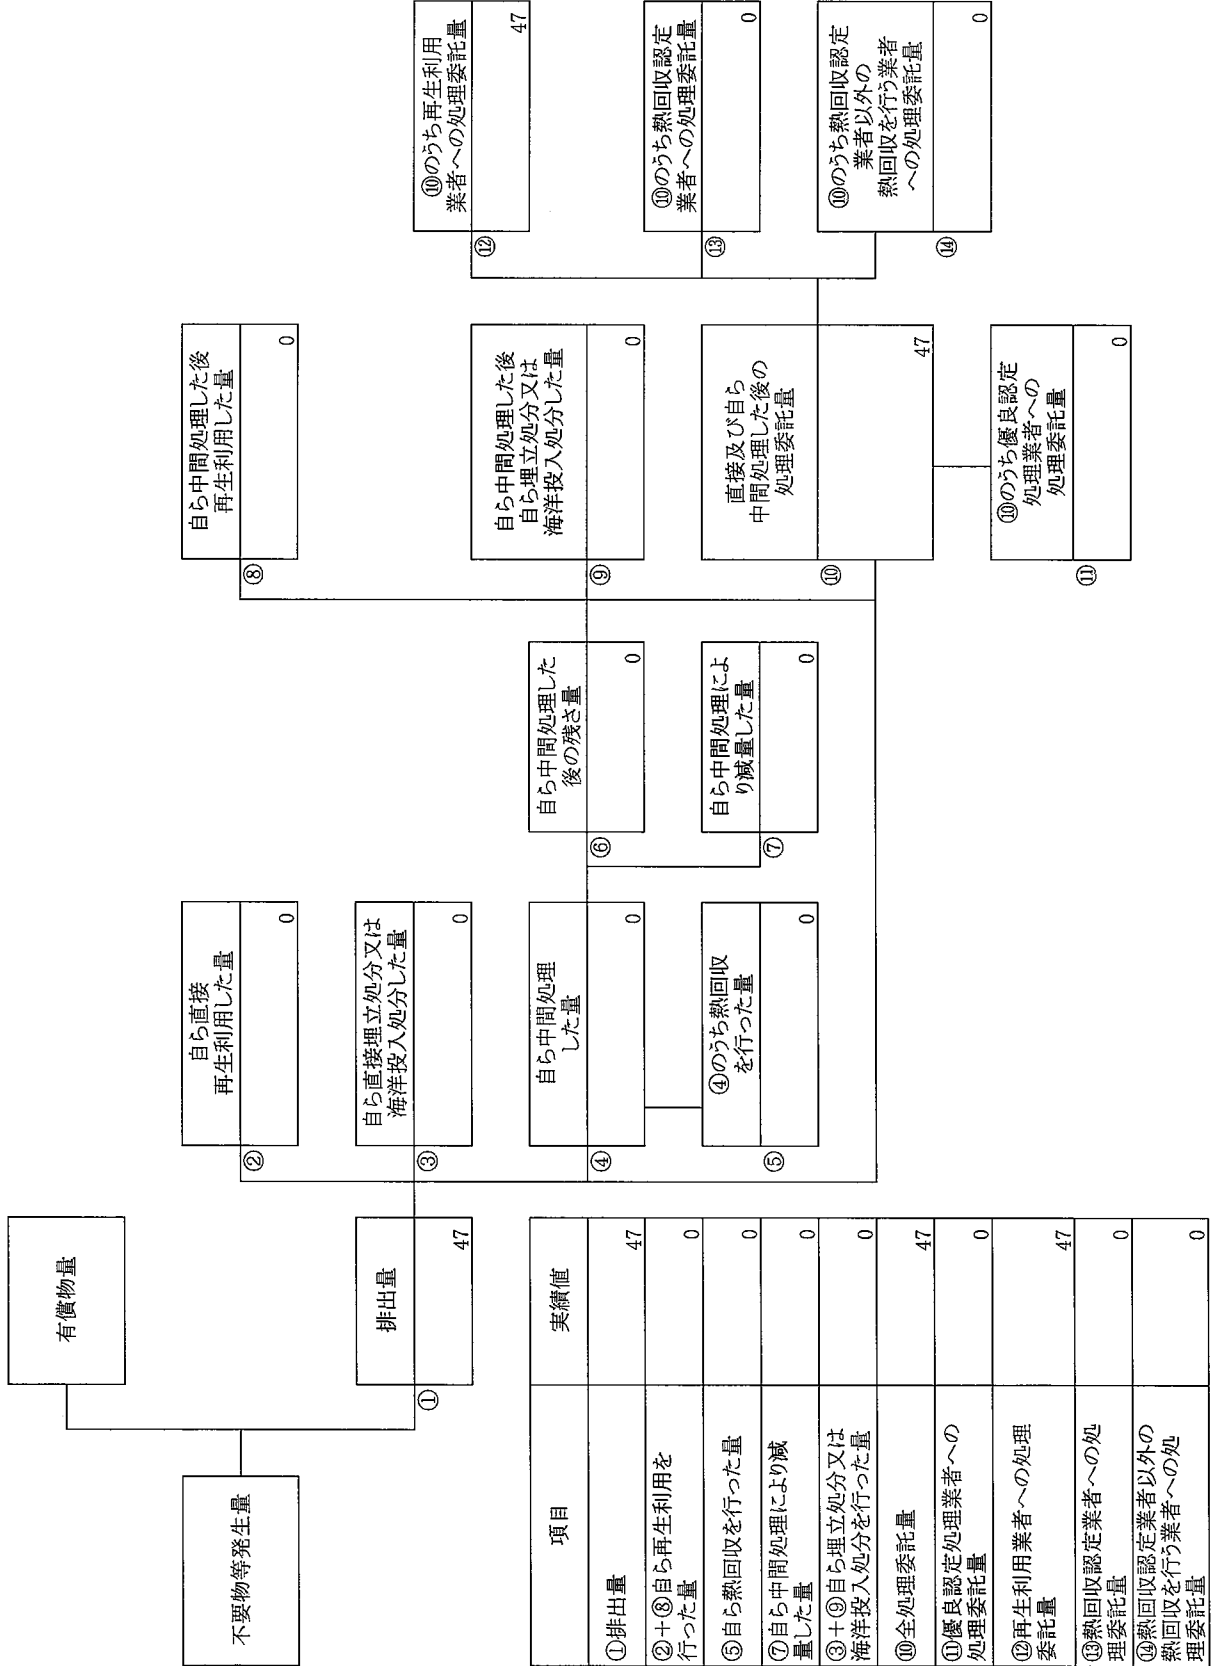 不要物等発生量
有償物量
排出量
①
47
自ら直接
再生利用した量
②
0
自ら直接埋立処分又は
海洋投入処分した量
③
0
自ら中間処理
した量
④
0
④のうち熱回収
を行った量
⑤
0
自ら中間処理した
後の残さ量
⑥
0
自ら中間処理によ
り減量した量
⑦
0
自ら中間処理した後
再生利用した量
⑧
0
自ら中間処理した後
自ら埋立処分又は
海洋投入処分した量
⑨
0
直接及び自ら
中間処理した後の
処理委託量
⑩
47
⑩のうち優良認定
処理業者への
処理委託量
⑪
0
⑩のうち再生利用
業者への処理委託量
⑫
47
⑩のうち熱回収認定
業者への処理委託量
⑬
0
⑩のうち熱回収認定
業者以外の
熱回収を行う業者
への処理委託量
⑭
0
項目 実績値
①排出量 47
②+⑧自ら再生利用を
行った量 0
⑤自ら熱回収を行った量 0
⑦自ら中間処理により減
量した量 0
③+⑨自ら埋立処分又は
海洋投入処分を行った量 0
⑩全処理委託量 47
⑪優良認定処理業者への
処理委託量 0
⑫再生利用業者への処理
委託量 47
⑬熱回収認定業者への処
理委託量 0
⑭熱回収認定業者以外の
熱回収を行う業者への処
理委託量 0